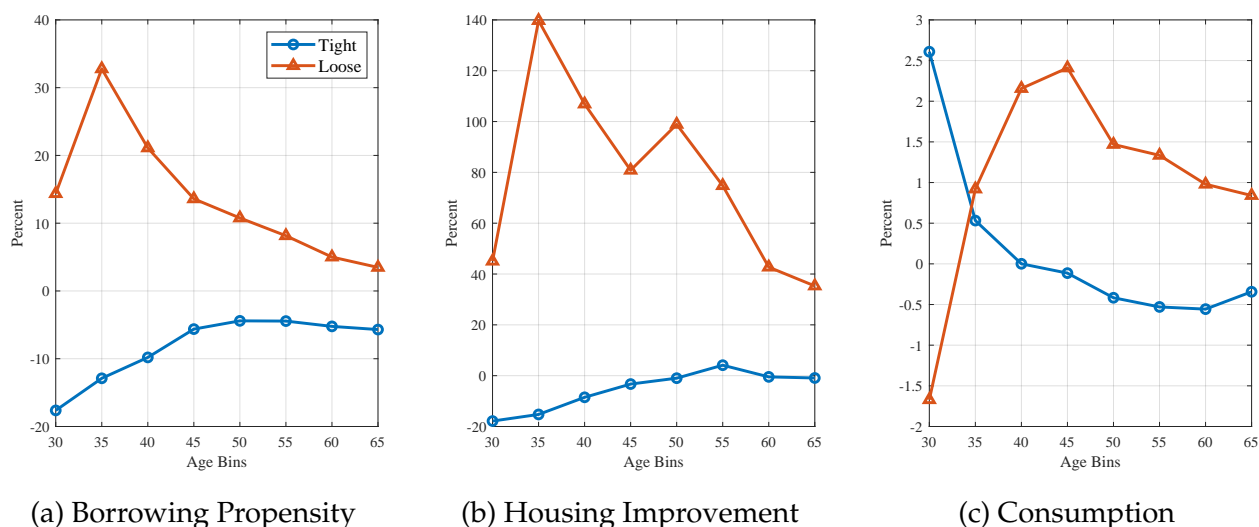 40
30
20
10
0
-10
-20
30 35 40 45 50 55 60 65
Percent
Age Bins
Tight
Loose
(a) Borrowing Propensity
140
120
100
80
60
40
20
0
-20
30 35 40 45 50 55 60 65
Percent
Age Bins
(b) Housing Improvement
3
2.5
2
1.5
1
0.5
0
-0.5
-1
-1.5
-2
30 35 40 45 50 55 60 65
Percent
Age Bins
(c) Consumption